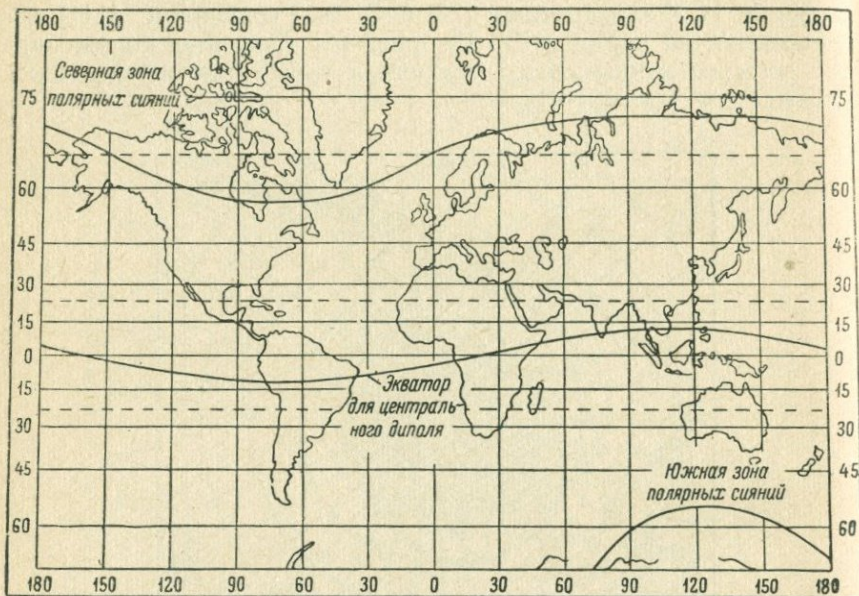 180 150 120 90 60 30 0 30 60 90 120 150 180
Северная зона
полярных сияний
75 75
60 60
45 45
30 30
15 15
0 0
Экватор
для централь-
ного диполя
15 15
30 30
45 45
Южная зона
полярных сияний
60 60
180 150 120 90 60 30 0 30 60 90 120 150 180